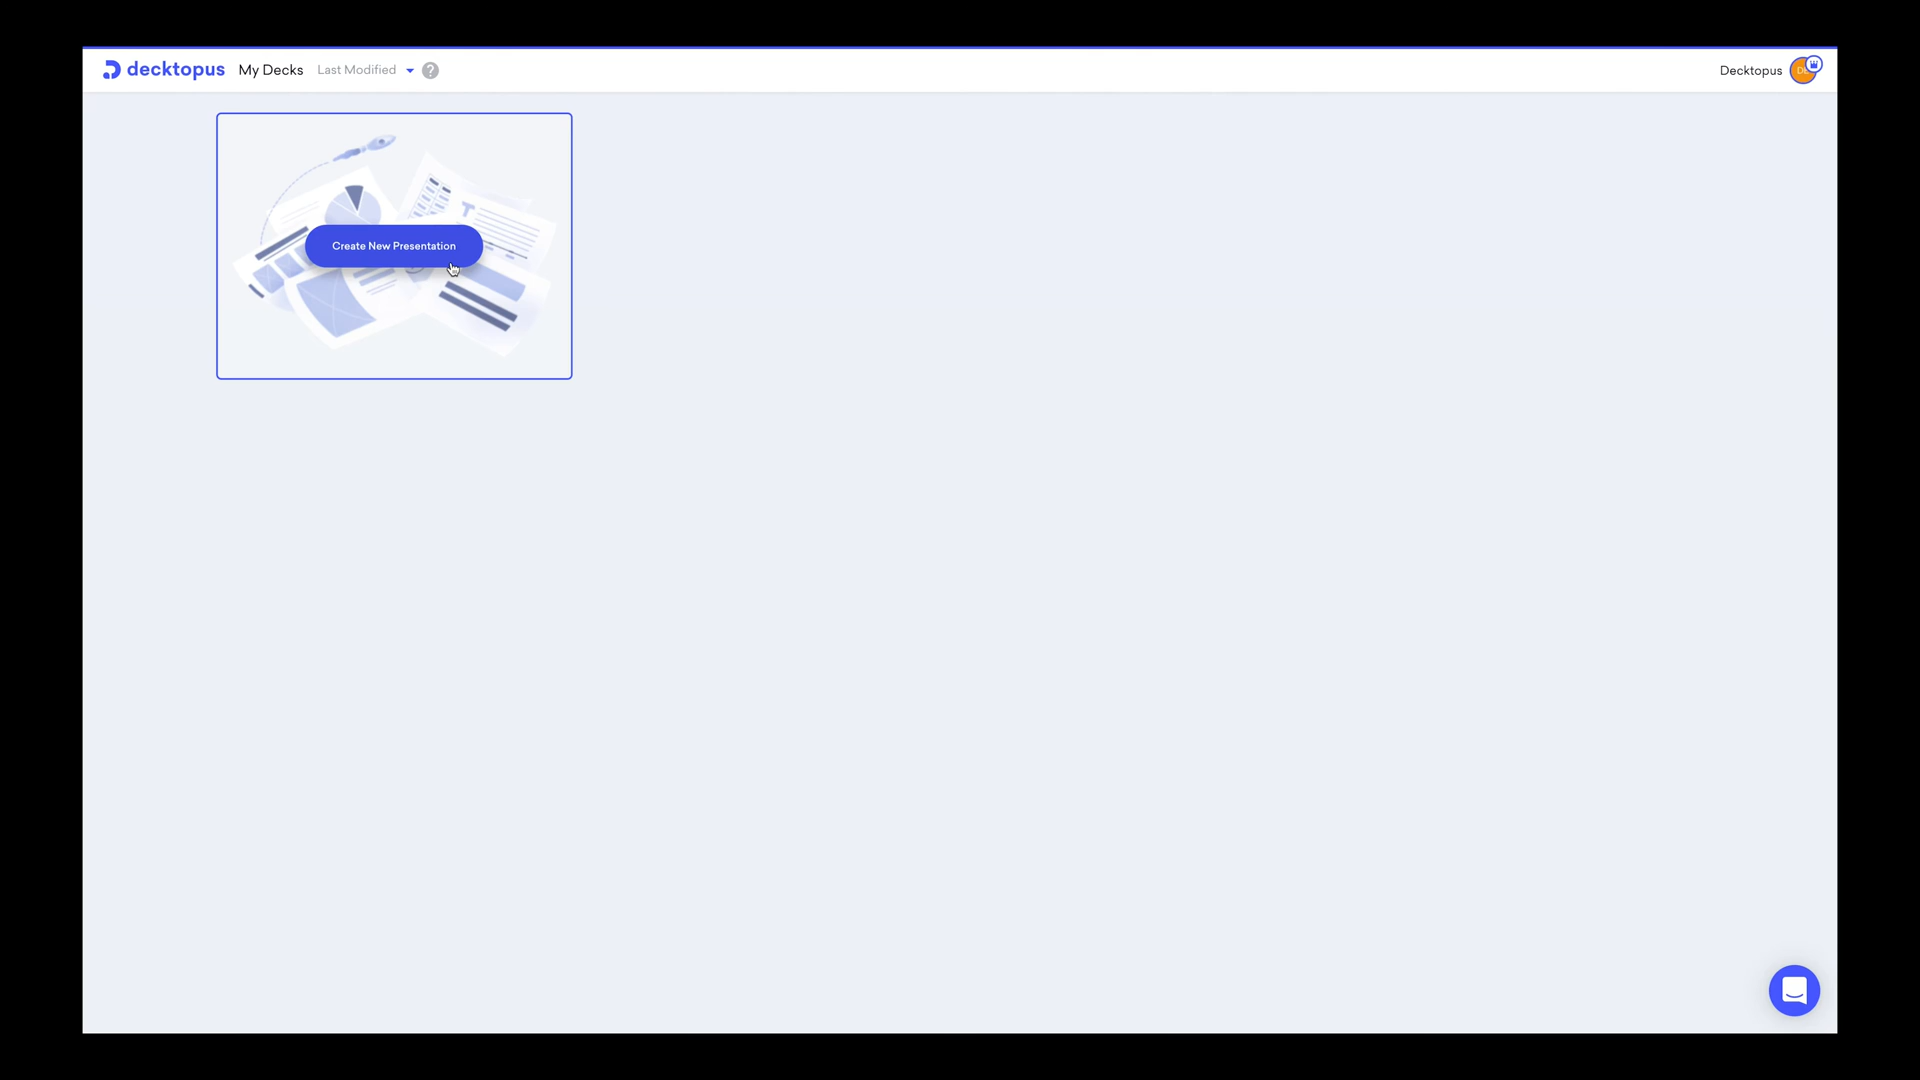 decktopus My Decks Last Modified ? Decktopus
Create New Presentation